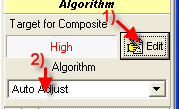 Algorithm
Target for Composite
1)
High
Edit
2)
Algorithm
Auto Adjust